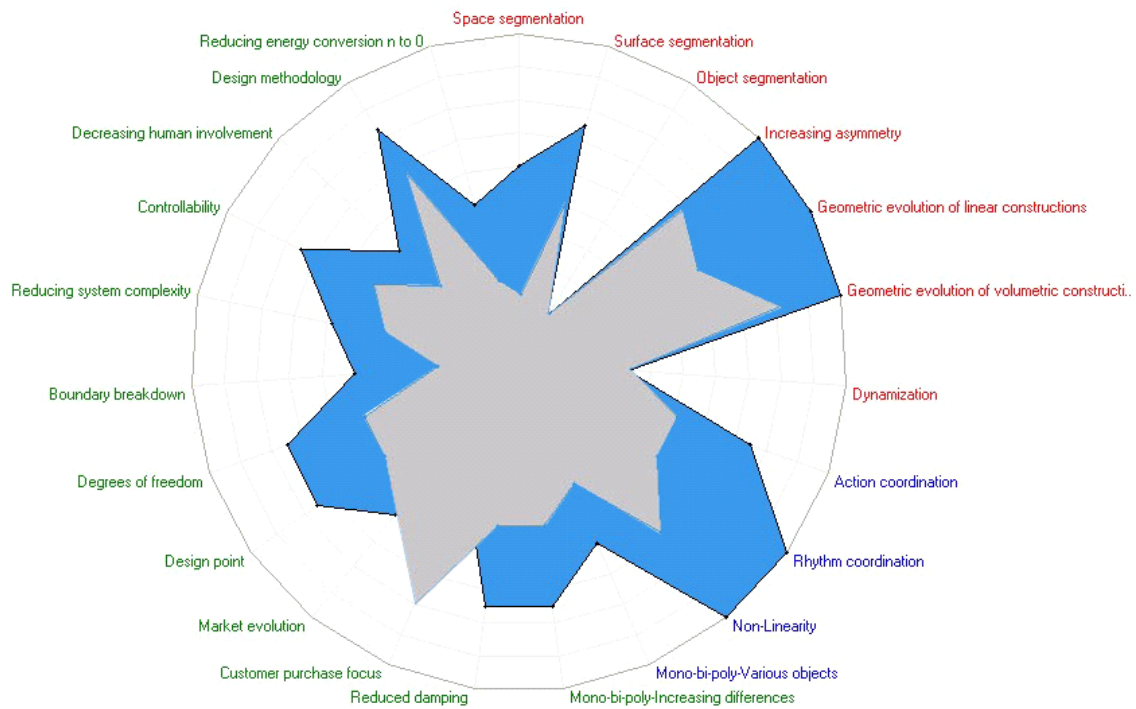 Space segmentation
Reducing energy conversion n to 0
Surface segmentation
Design methodology
Object segmentation
Decreasing human involvement
Increasing asymmetry
Controllability
Geometric evolution of linear constructions
Reducing system complexity
Geometric evolution of volumetric constructi..
Boundary breakdown
Dynamization
Degrees of freedom
Action coordination
Design point
Rhythm coordination
Market evolution
Non-Linearity
Customer purchase focus
Mono-bi-poly-Various objects
Reduced damping
Mono-bi-poly-Increasing differences